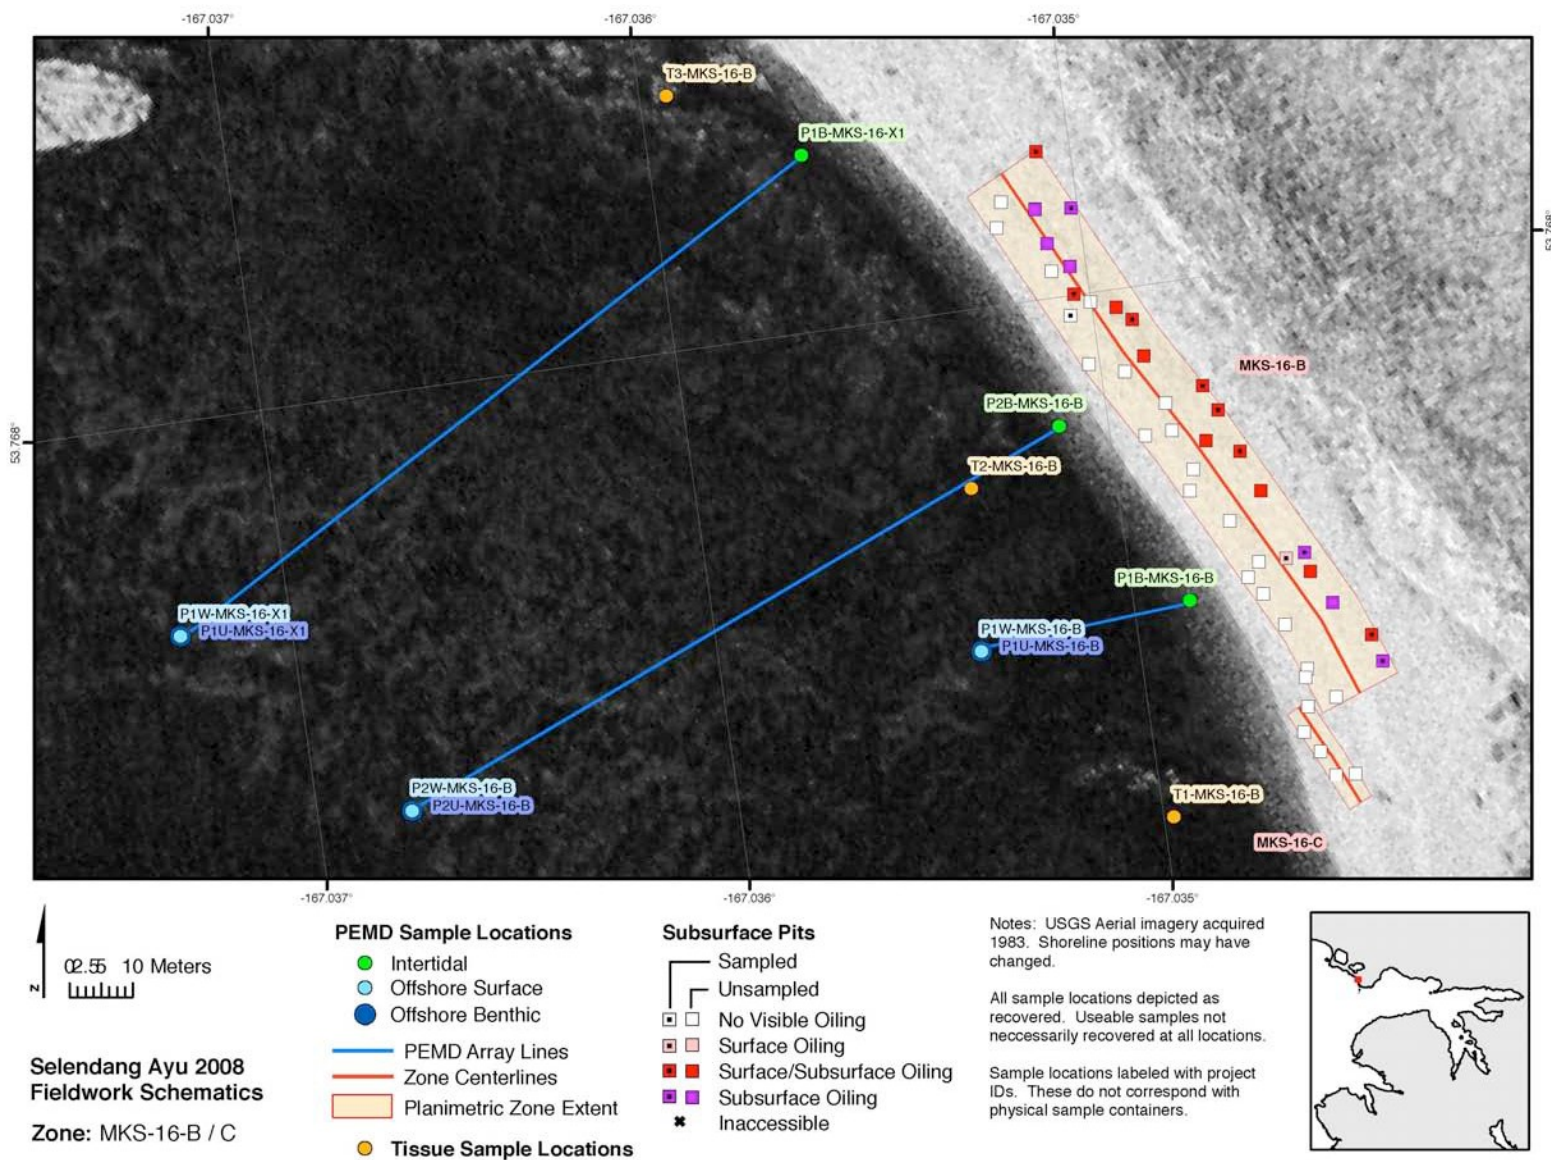 -167.037°
-167.036°
-167.035°
T3-MKS-16-B
P1B-MKS-16-X1
53.768°
MKS-16-B
P2B-MKS-16-B
53.768°
T2-MKS-16-B
P1B-MKS-16-B
P1W-MKS-16-X1
P1U-MKS-16-X1
P1W-MKS-16-B
P1U-MKS-16-B
P2W-MKS-16-B
P2U-MKS-16-B
T1-MKS-16-B
MKS-16-C
-167.037°
-167.036°
-167.035°
N
0 2.5 5 10 Meters
Selendang Ayu 2008
Fieldwork Schematics
Zone: MKS-16-B / C
PEMD Sample Locations
Intertidal
Offshore Surface
Offshore Benthic
PEMD Array Lines
Zone Centerlines
Planimetric Zone Extent
Tissue Sample Locations
Subsurface Pits
Sampled
Unsampled
No Visible Oiling
Surface Oiling
Surface/Subsurface Oiling
Subsurface Oiling
Inaccessible
Notes: USGS Aerial imagery acquired
1983. Shoreline positions may have
changed.
All sample locations depicted as
recovered. Useable samples not
neccessarily recovered at all locations.
Sample locations labeled with project
IDs. These do not correspond with
physical sample containers.